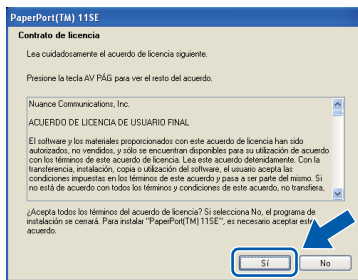 PaperPort(TM) 11SE
Contrato de licencia
Lea cuidadosamente el acuerdo de licencia siguiente.
Presione la tecla AV PÁG para ver el resto del acuerdo.
Nuance Communications, Inc.
ACUERDO DE LICENCIA DE USUARIO FINAL
El software y los materiales proporcionados con este acuerdo de licencia han sido
autorizados, no vendidos, y sólo se encuentran disponibles para su utilización de acuerdo
con los términos de este acuerdo de licencia. Lea este acuerdo detenidamente. Con la
transferencia, instalación, copia o utilización del software, el usuario acepta las
condiciones impuestas en los términos de este acuerdo y pasa a ser parte del mismo. Si
no está de acuerdo con todos los términos y condiciones de este acuerdo, no transfiera,
¿Acepta todos los términos del acuerdo de licencia? Si selecciona No, el programa de
instalación se cerrará. Para instalar "PaperPort(TM) 11SE", es necesario aceptar este
acuerdo.
Sí No